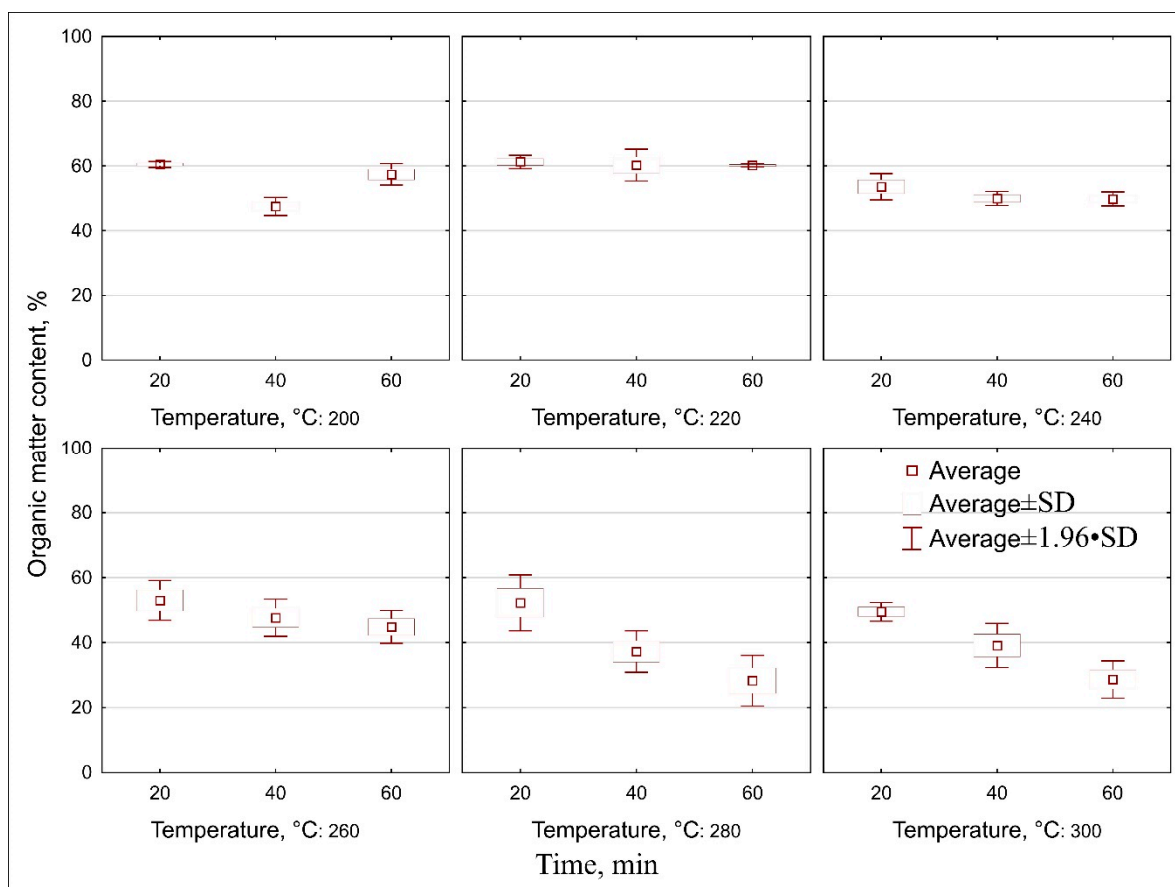 Organic matter content, %
100
80
60
40
20
0
20 40 60
Temperature, °C: 200
20 40 60
Temperature, °C: 220
20 40 60
Temperature, °C: 240
100
80
60
40
20
0
20 40 60
Temperature, °C: 260
20 40 60
Temperature, °C: 280
Average
Average±SD
Average±1.96•SD
20 40 60
Temperature, °C: 300
Time, min